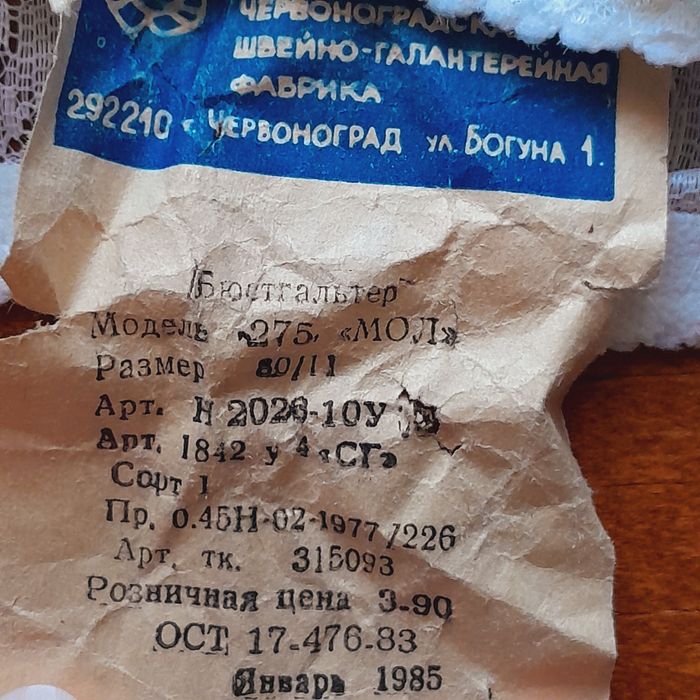 ЧЕРВОНОГРАДСКАЯ
ШВЕЙНО-ГАЛАНТЕРЕЙНАЯ
ФАБРИКА
292210 г. ЧЕРВОНОГРАД ул. БОГУНА 1.
Бюстгальтер
Модель 275, «МОЛ»
Размер 80/11
Арт. Н 2026-10У
Арт. 1842 у 4 «СГ»
Сорт 1
Пр. 0.45Н-02-1977/226
Арт. тк. 315093
Розничная цена 3-90
ОСТ 17-476-83
Январь 1985